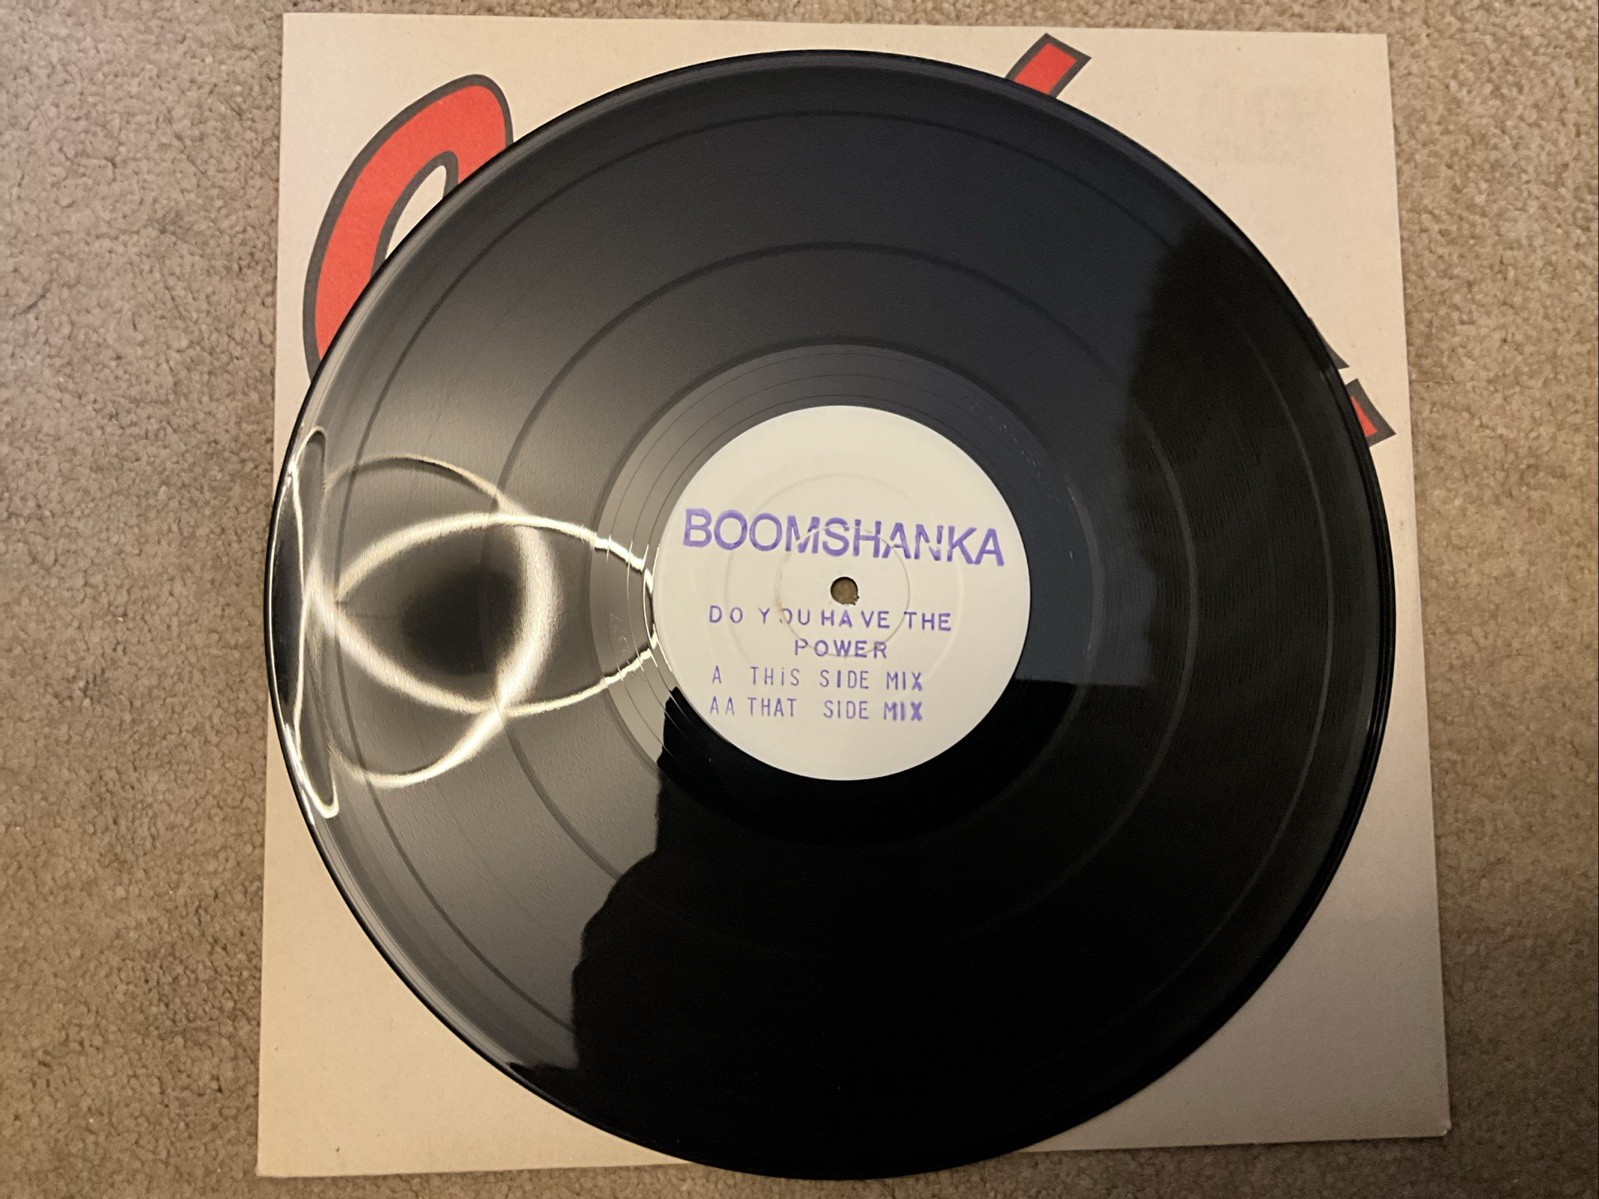 BOOMSHANKA
DO YOU HAVE THE
POWER
A THiS SIDE MIX
AA THAT SIDE MIX